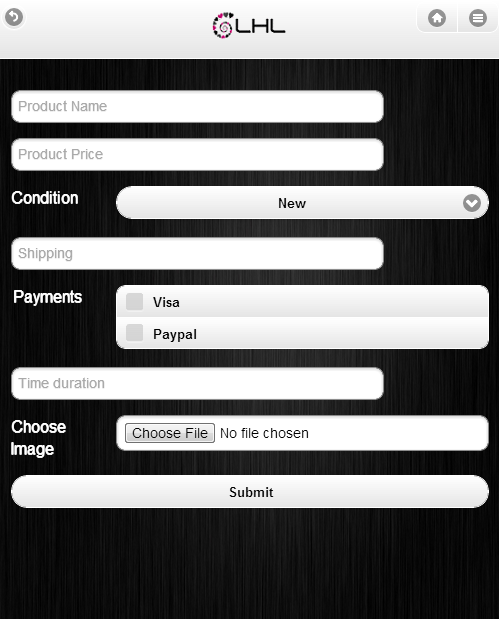 LHL
Product Name
Product Price
Condition
New
Shipping
Payments
Visa
Paypal
Time duration
Choose
Image
Choose File No file chosen
Submit